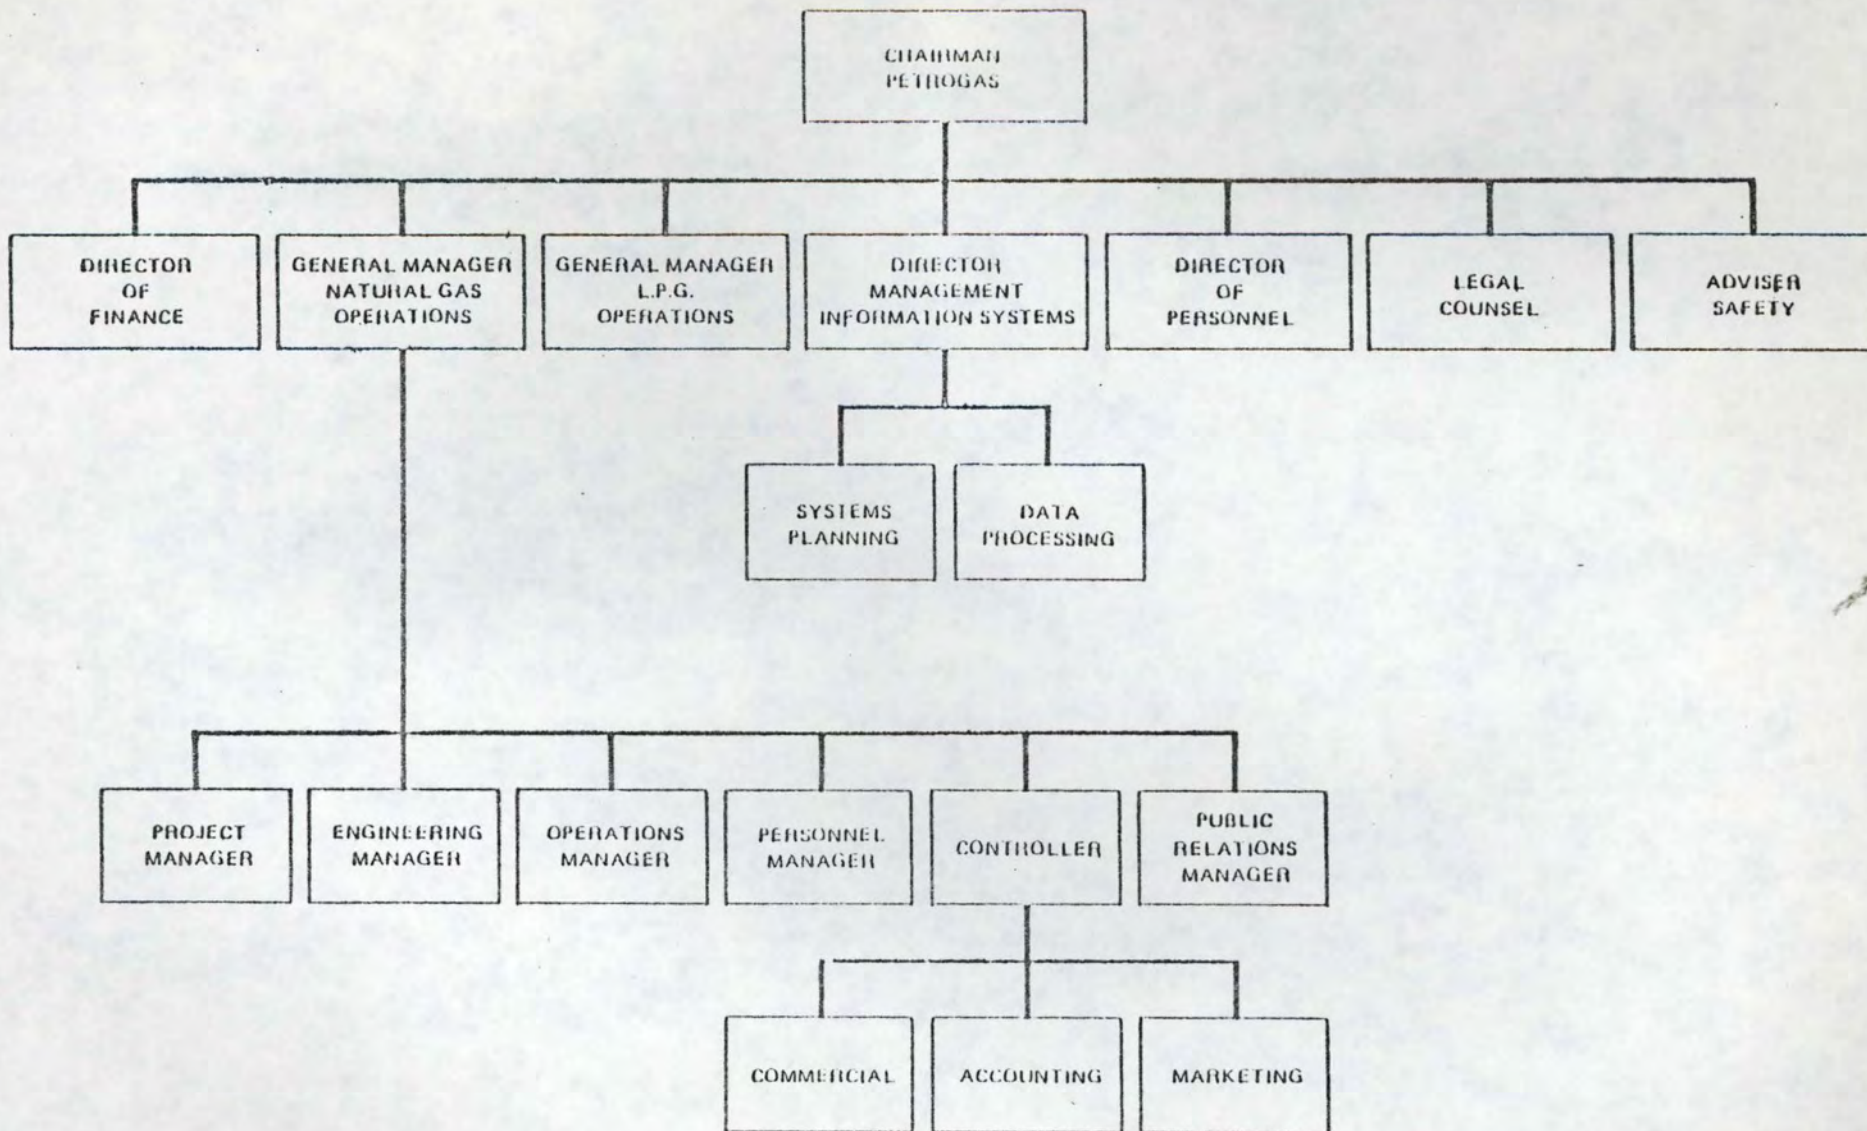 CHAIRMAN
PETROGAS
DIRECTOR
OF
FINANCE
GENERAL MANAGER
NATURAL GAS
OPERATIONS
GENERAL MANAGER
L.P.G.
OPERATIONS
DIRECTOR
MANAGEMENT
INFORMATION SYSTEMS
DIRECTOR
OF
PERSONNEL
LEGAL
COUNSEL
ADVISER
SAFETY
SYSTEMS
PLANNING
DATA
PROCESSING
PROJECT
MANAGER
ENGINEERING
MANAGER
OPERATIONS
MANAGER
PERSONNEL
MANAGER
CONTROLLER
PUBLIC
RELATIONS
MANAGER
COMMERCIAL
ACCOUNTING
MARKETING